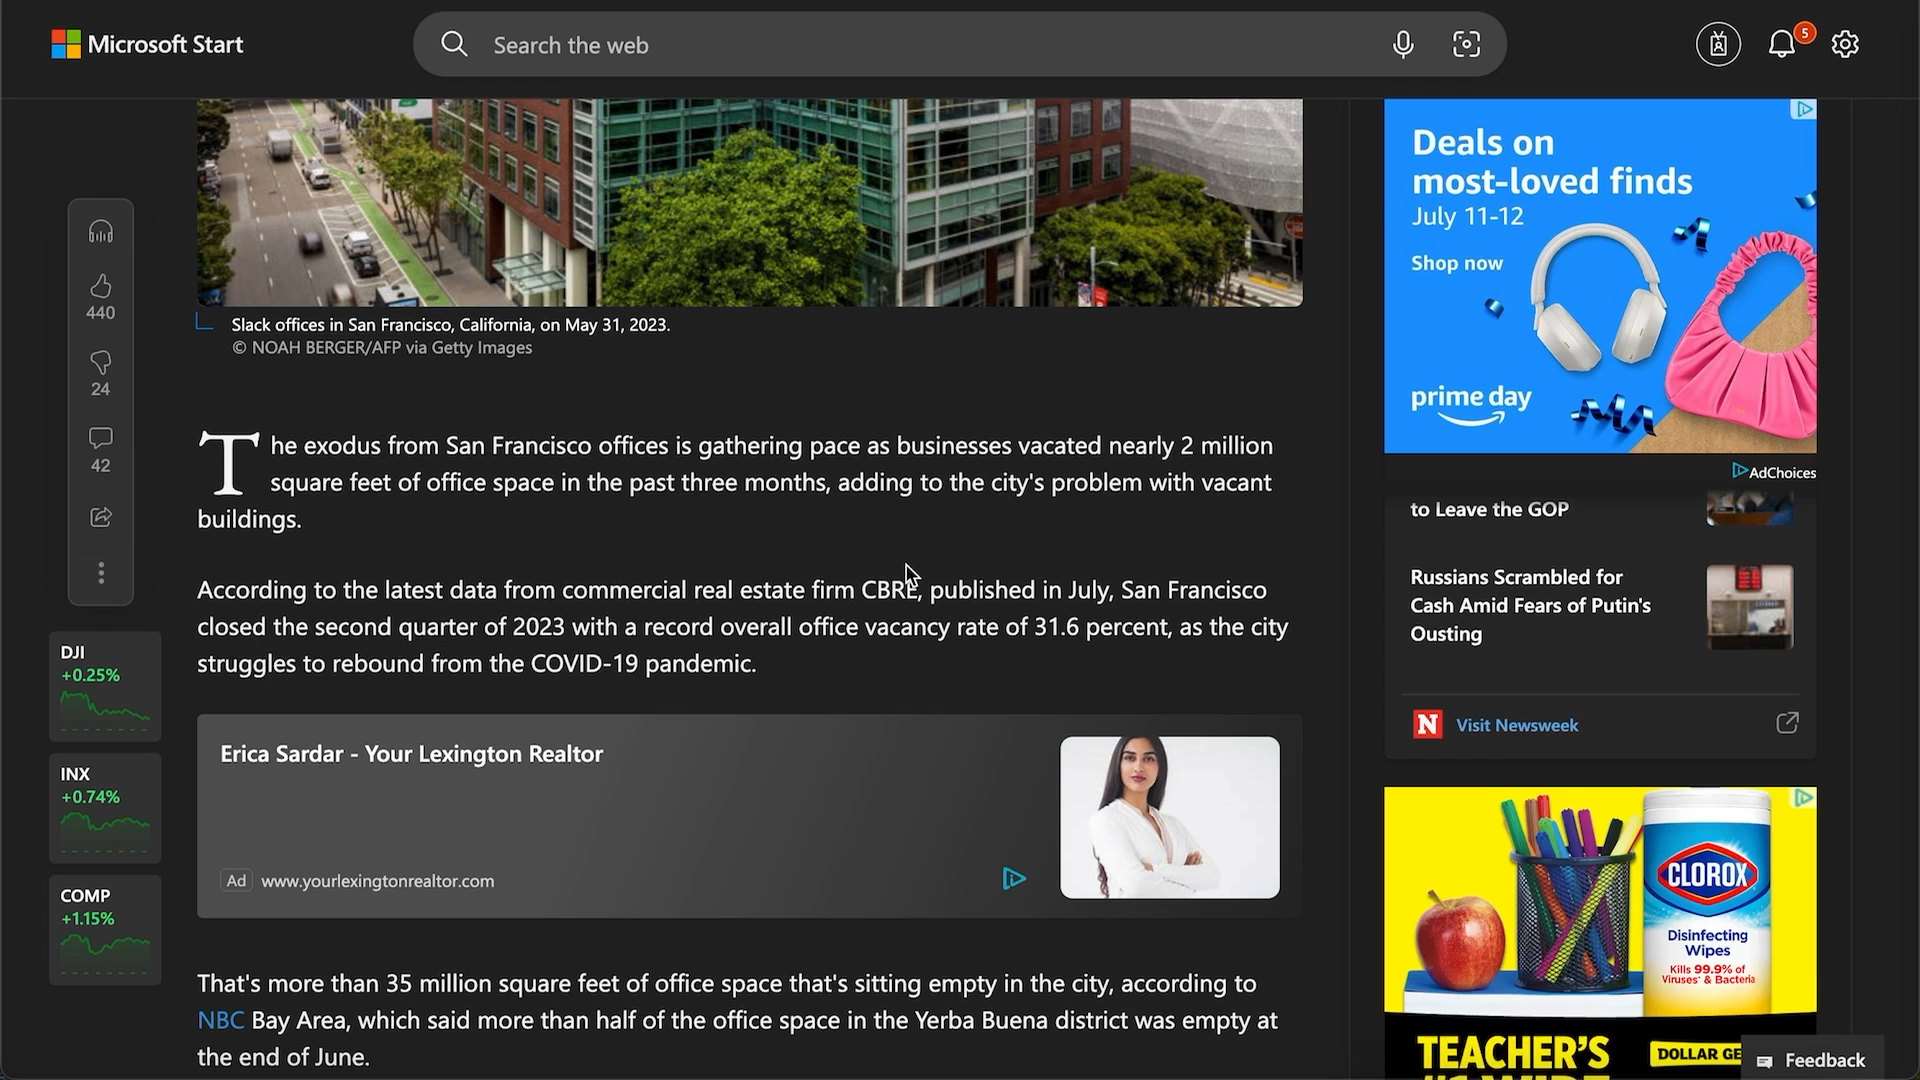 Microsoft Start
Search the web
5
Deals on
most-loved finds
July 11-12
Shop now
prime day
AdChoices
440
24
42
Slack offices in San Francisco, California, on May 31, 2023.
© NOAH BERGER/AFP via Getty Images
The exodus from San Francisco offices is gathering pace as businesses vacated nearly 2 million
square feet of office space in the past three months, adding to the city's problem with vacant
buildings.
According to the latest data from commercial real estate firm CBRE, published in July, San Francisco
closed the second quarter of 2023 with a record overall office vacancy rate of 31.6 percent, as the city
struggles to rebound from the COVID-19 pandemic.
to Leave the GOP
Russians Scrambled for
Cash Amid Fears of Putin's
Ousting
N
Visit Newsweek
DJI
+0.25%
INX
+0.74%
COMP
+1.15%
Erica Sardar - Your Lexington Realtor
Ad www.yourlexingtonrealtor.com
That's more than 35 million square feet of office space that's sitting empty in the city, according to
NBC Bay Area, which said more than half of the office space in the Yerba Buena district was empty at
the end of June.
CLOROX
Disinfecting
Wipes
Kills 99.9% of
Viruses* & Bacteria
TEACHER'S
DOLLAR GE
Feedback